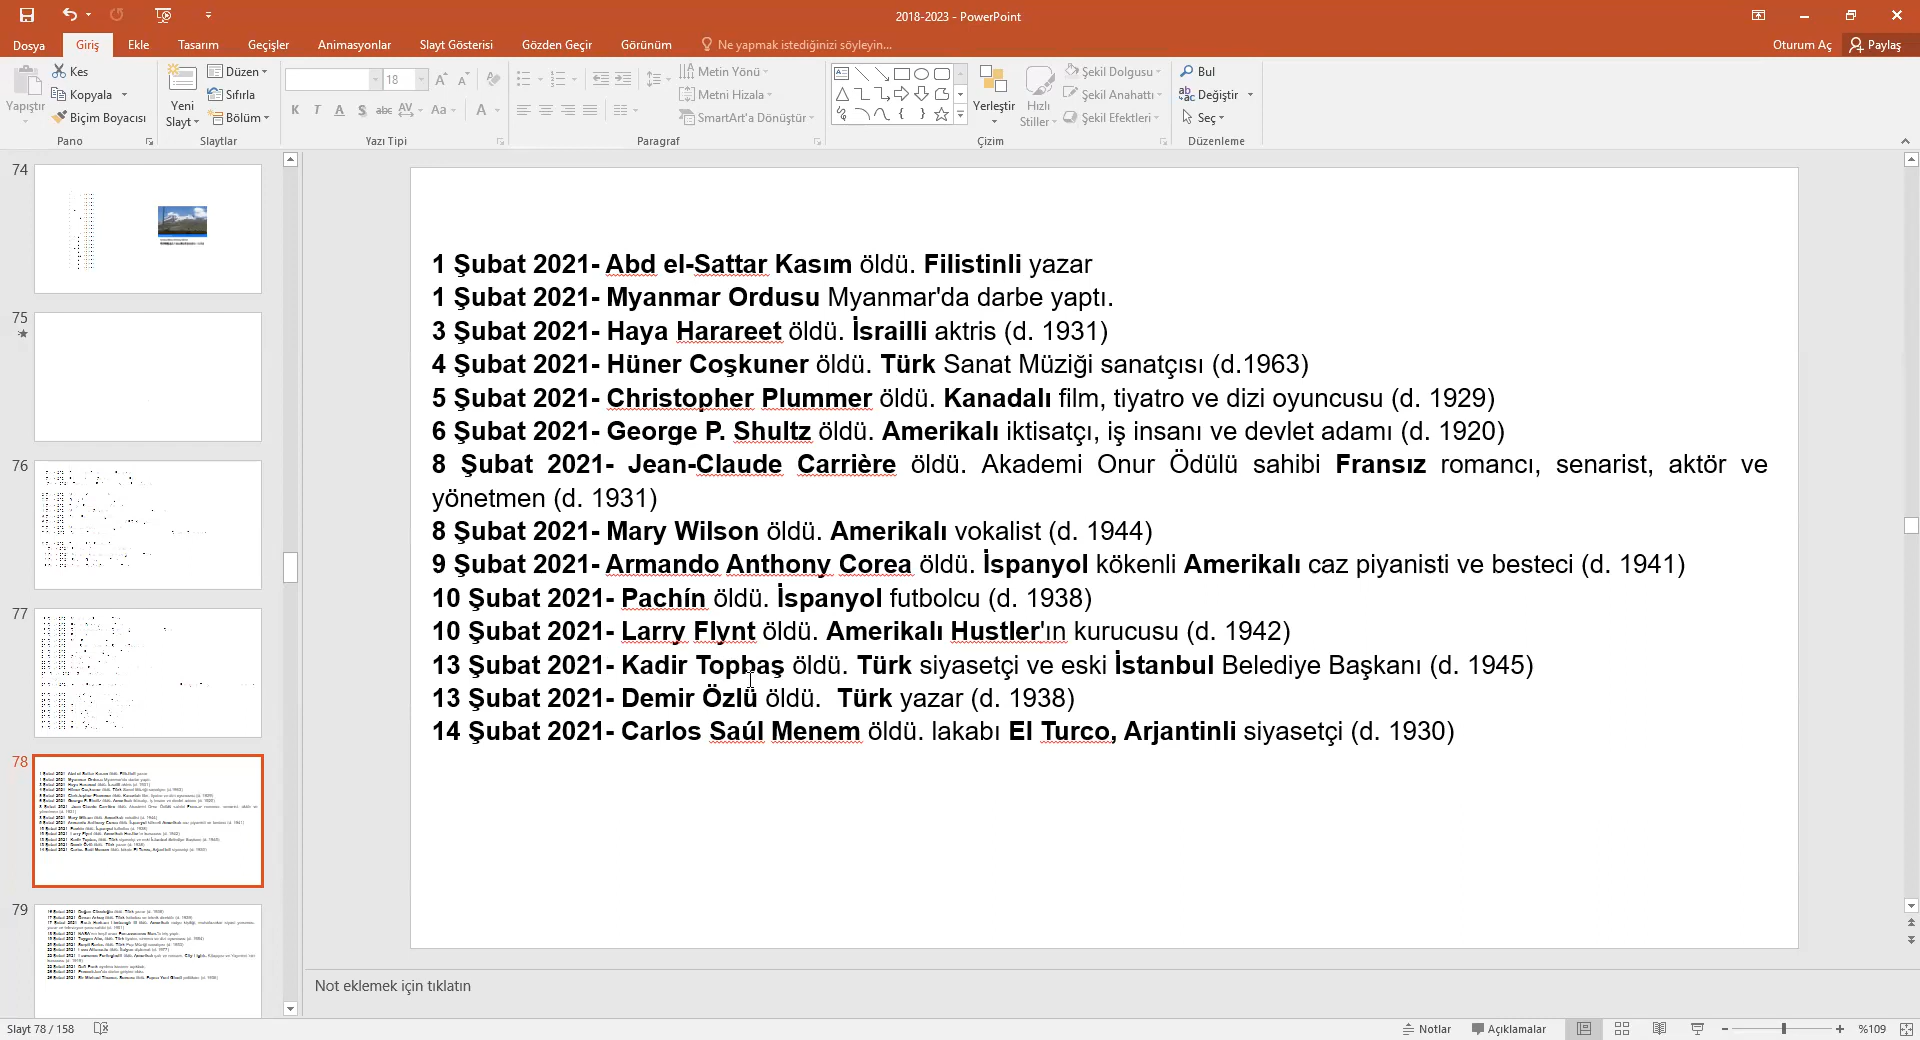 2018-2023 - PowerPoint
Dosya Giriş Ekle Tasarım Geçişler Animasyonlar Slayt Gösterisi Gözden Geçir Görünüm Ne yapmak istediğinizi söyleyin... Oturum Aç Paylaş
Yapıştır
Kes
Kopyala
Biçim Boyacısı
Pano
Yeni
Slayt
Düzen
Sıfırla
Bölüm
Slaytlar
18
K T A S abc AV Aa A
Yazı Tipi
Metin Yönü
Metni Hizala
SmartArt'a Dönüştür
Paragraf
Yerleştir
Hızlı
Stiller
Şekil Dolgusu
Şekil Anahattı
Şekil Efektleri
Çizim
Bul
Değiştir
Seç
Düzenleme
74
75
76
77
78
79
1 Şubat 2021- Abd el-Sattar Kasım öldü. Filistinli yazar
1 Şubat 2021- Myanmar Ordusu Myanmar'da darbe yaptı.
3 Şubat 2021- Haya Harareet öldü. İsrailli aktris (d. 1931)
4 Şubat 2021- Hüner Coşkuner öldü. Türk Sanat Müziği sanatçısı (d.1963)
5 Şubat 2021- Christopher Plummer öldü. Kanadalı film, tiyatro ve dizi oyuncusu (d. 1929)
6 Şubat 2021- George P. Shultz öldü. Amerikalı iktisatçı, iş insanı ve devlet adamı (d. 1920)
8 Şubat 2021- Jean-Claude Carrière öldü. Akademi Onur Ödülü sahibi Fransız romancı, senarist, aktör ve
yönetmen (d. 1931)
8 Şubat 2021- Mary Wilson öldü. Amerikalı vokalist (d. 1944)
9 Şubat 2021- Armando Anthony Corea öldü. İspanyol kökenli Amerikalı caz piyanisti ve besteci (d. 1941)
10 Şubat 2021- Pachín öldü. İspanyol futbolcu (d. 1938)
10 Şubat 2021- Larry Flynt öldü. Amerikalı Hustler'ın kurucusu (d. 1942)
13 Şubat 2021- Kadir Topbaş öldü. Türk siyasetçi ve eski İstanbul Belediye Başkanı (d. 1945)
13 Şubat 2021- Demir Özlü öldü. Türk yazar (d. 1938)
14 Şubat 2021- Carlos Saúl Menem öldü. lakabı El Turco, Arjantinli siyasetçi (d. 1930)
Not eklemek için tıklatın
Slayt 78 / 158
Notlar
Açıklamalar
%109